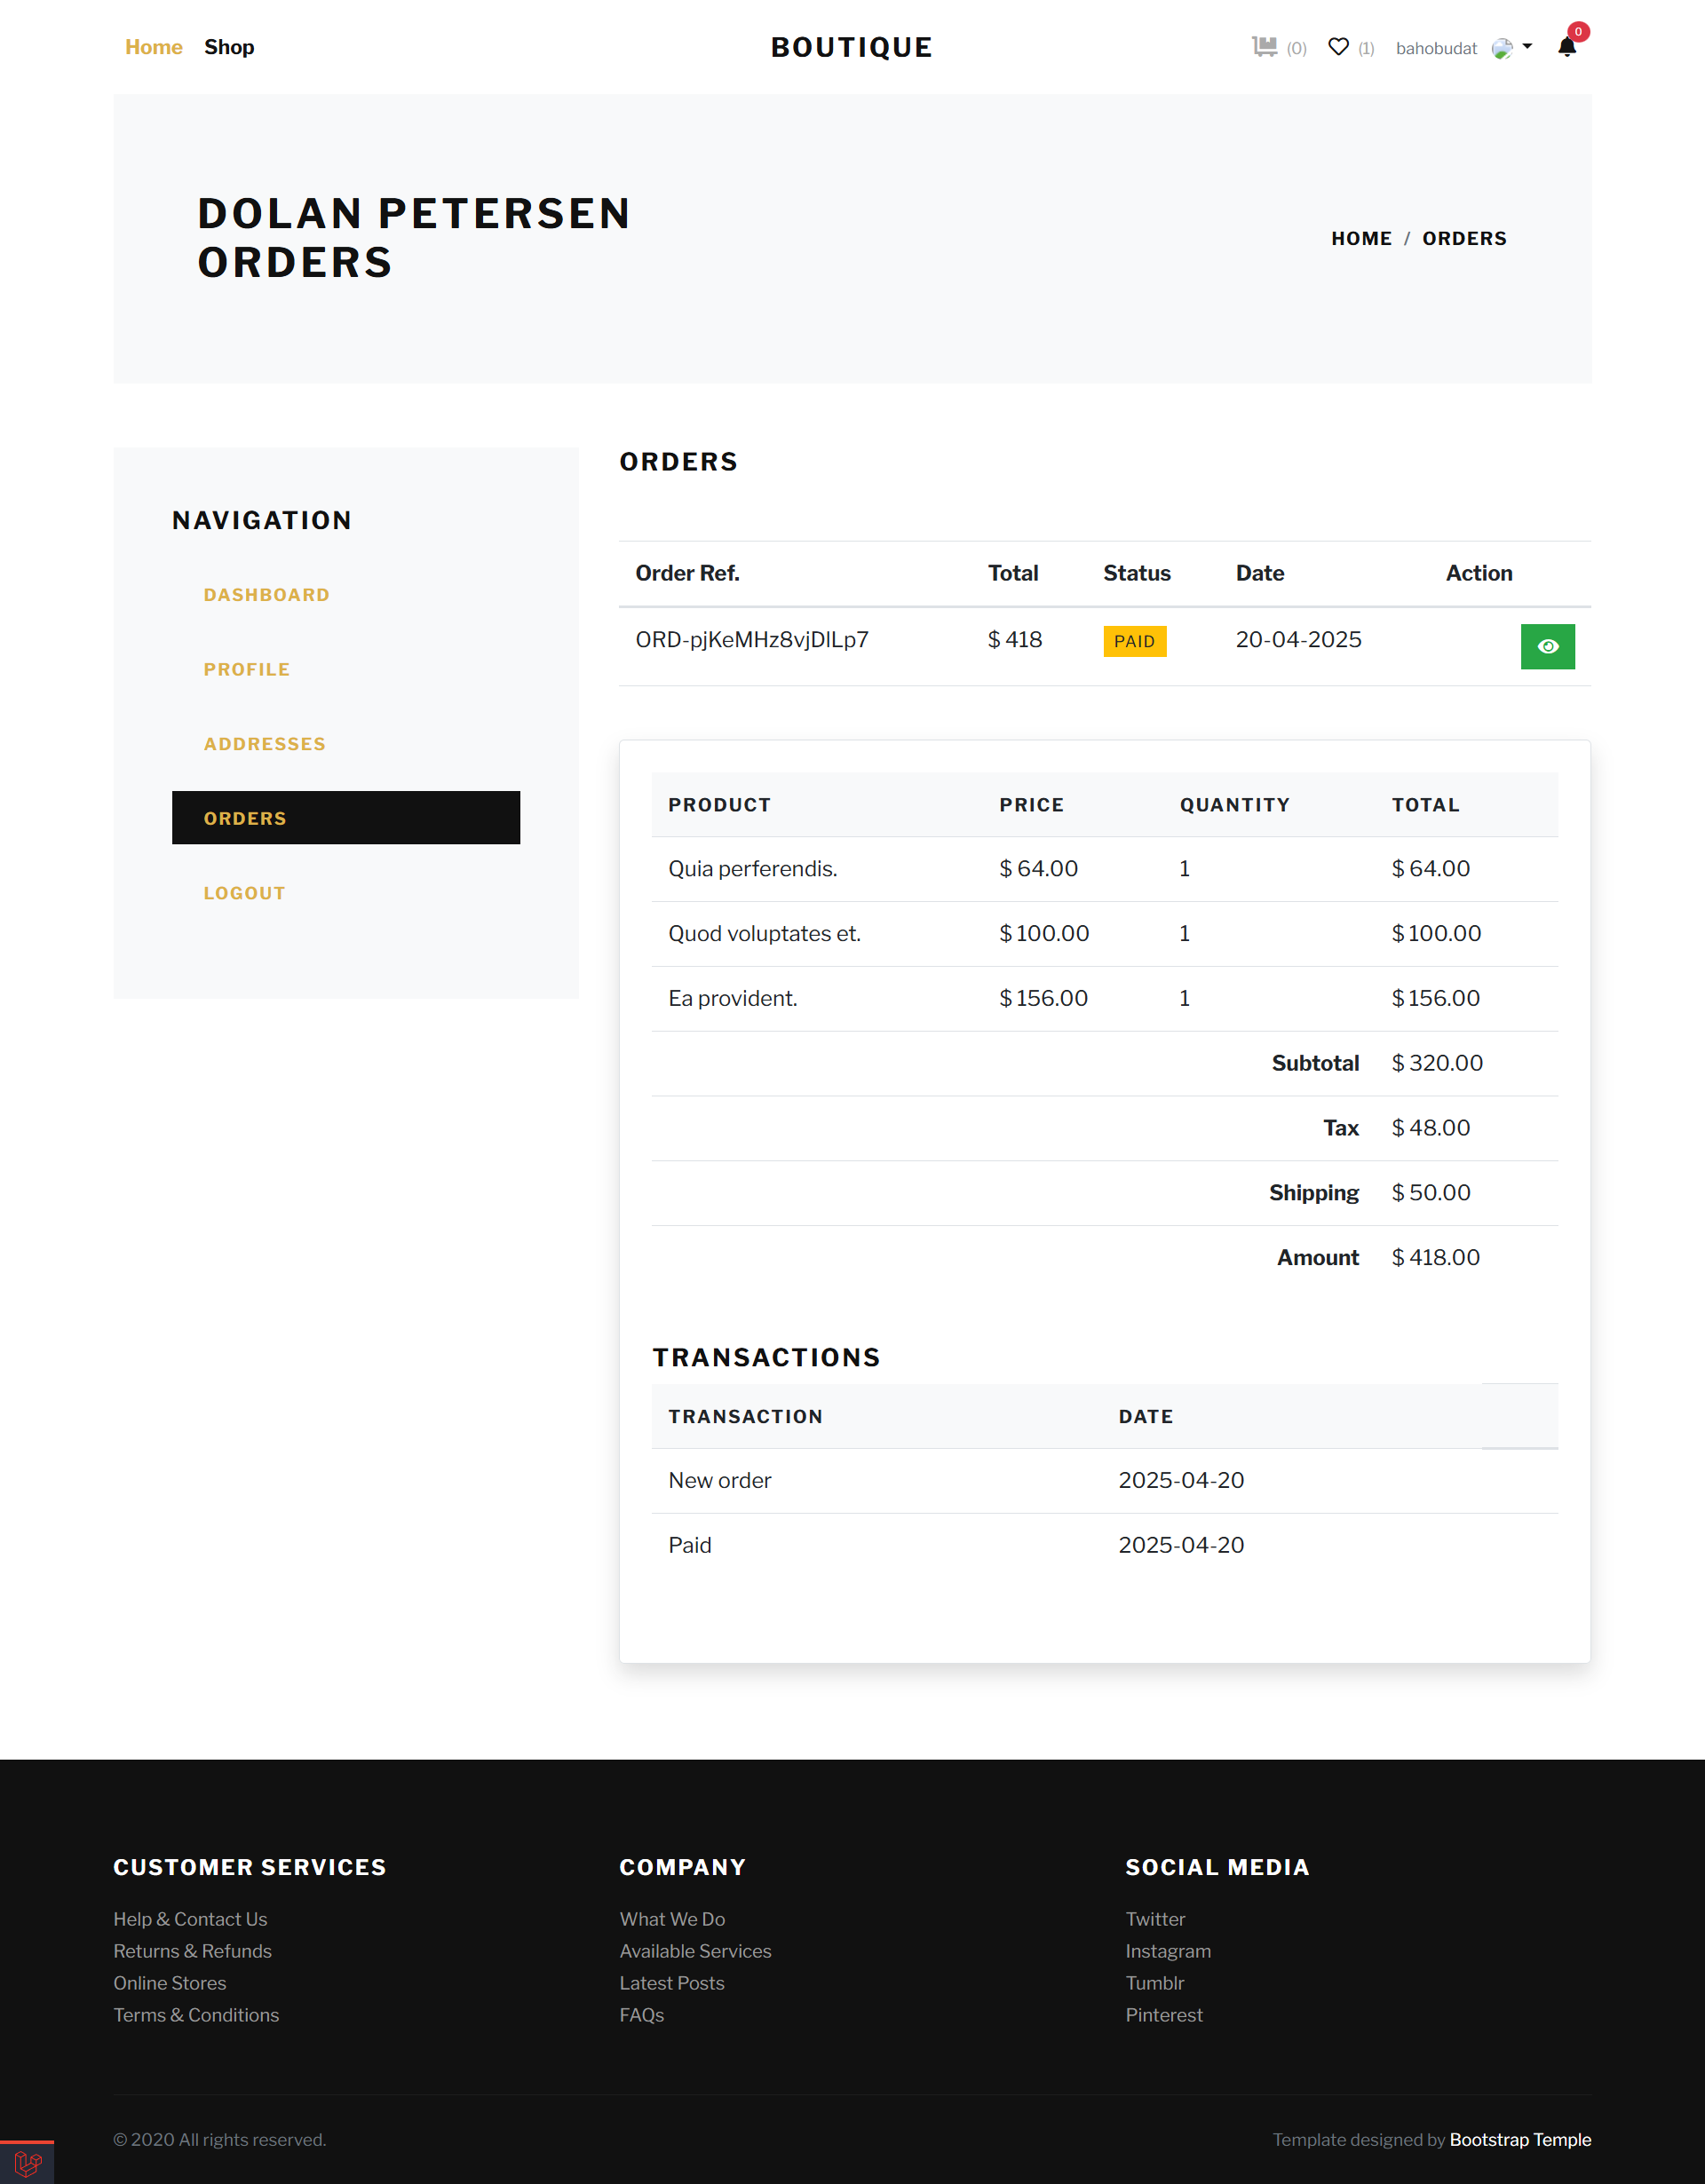 Home Shop BOUTIQUE (0) (1) bahobudat 0
DOLAN PETERSEN
ORDERS
HOME / ORDERS
NAVIGATION
DASHBOARD
PROFILE
ADDRESSES
ORDERS
LOGOUT
ORDERS
Order Ref. Total Status Date Action
ORD-pjKeMHz8vjDlLp7 $ 418 PAID 20-04-2025
PRODUCT PRICE QUANTITY TOTAL
Quia perferendis. $ 64.00 1 $ 64.00
Quod voluptates et. $ 100.00 1 $ 100.00
Ea provident. $ 156.00 1 $ 156.00
Subtotal $ 320.00
Tax $ 48.00
Shipping $ 50.00
Amount $ 418.00
TRANSACTIONS
TRANSACTION DATE
New order 2025-04-20
Paid 2025-04-20
CUSTOMER SERVICES
Help & Contact Us
Returns & Refunds
Online Stores
Terms & Conditions
COMPANY
What We Do
Available Services
Latest Posts
FAQs
SOCIAL MEDIA
Twitter
Instagram
Tumblr
Pinterest
© 2020 All rights reserved.
Template designed by Bootstrap Temple